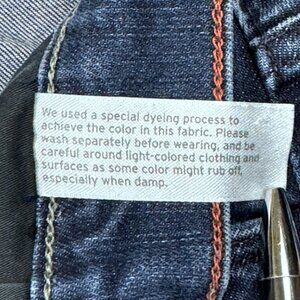 We used a special dyeing process to
achieve the color in this fabric. Please
wash separately before wearing, and be
careful around light-colored clothing and
surfaces as some color might rub off,
especially when damp.